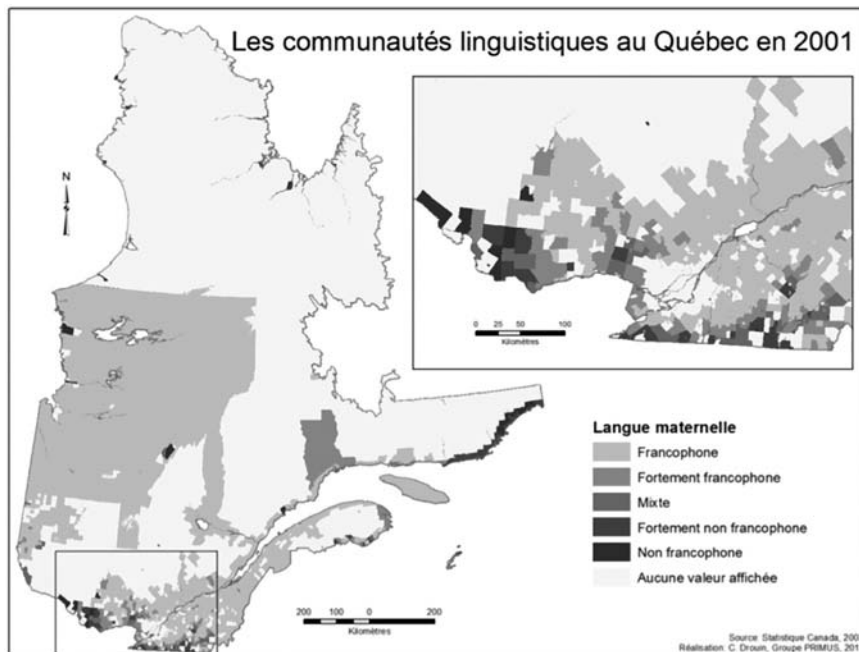 Les communautés linguistiques au Québec en 2001
N
0 25 50 100
Kilomètres
Langue maternelle
Francophone
Fortement francophone
Mixte
Fortement non francophone
Non francophone
Aucune valeur affichée
200 100 0 200
Kilomètres
Source: Statistique Canada, 200
Réalisation: C. Drouin, Groupe PRIMUS, 201